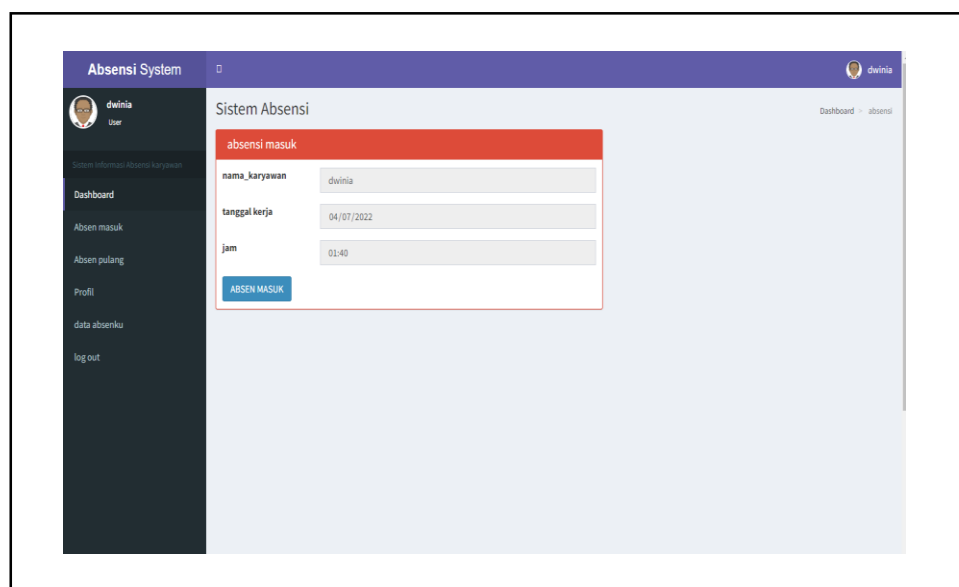 Absensi System
dwinia
dwinia
User
Sistem Informasi Absensi karyawan
Dashboard
Absen masuk
Absen pulang
Profil
data absenku
log out
Sistem Absensi
Dashboard > absensi
absensi masuk
nama_karyawan
dwinia
tanggal kerja
04/07/2022
jam
01:40
ABSEN MASUK